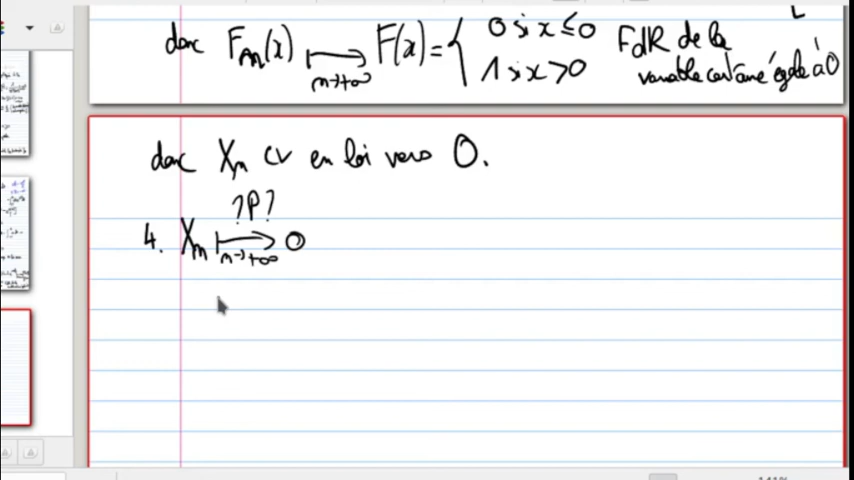 donc Fn(x) ⟼ F(x) = { 0 si x ≤ 0 FdR de la
n→+∞ 1 si x > 0 variable certaine égale à 0
donc Xn CV en loi vers 0.
?P?
4. Xn ⟼ 0
n→+∞
141%